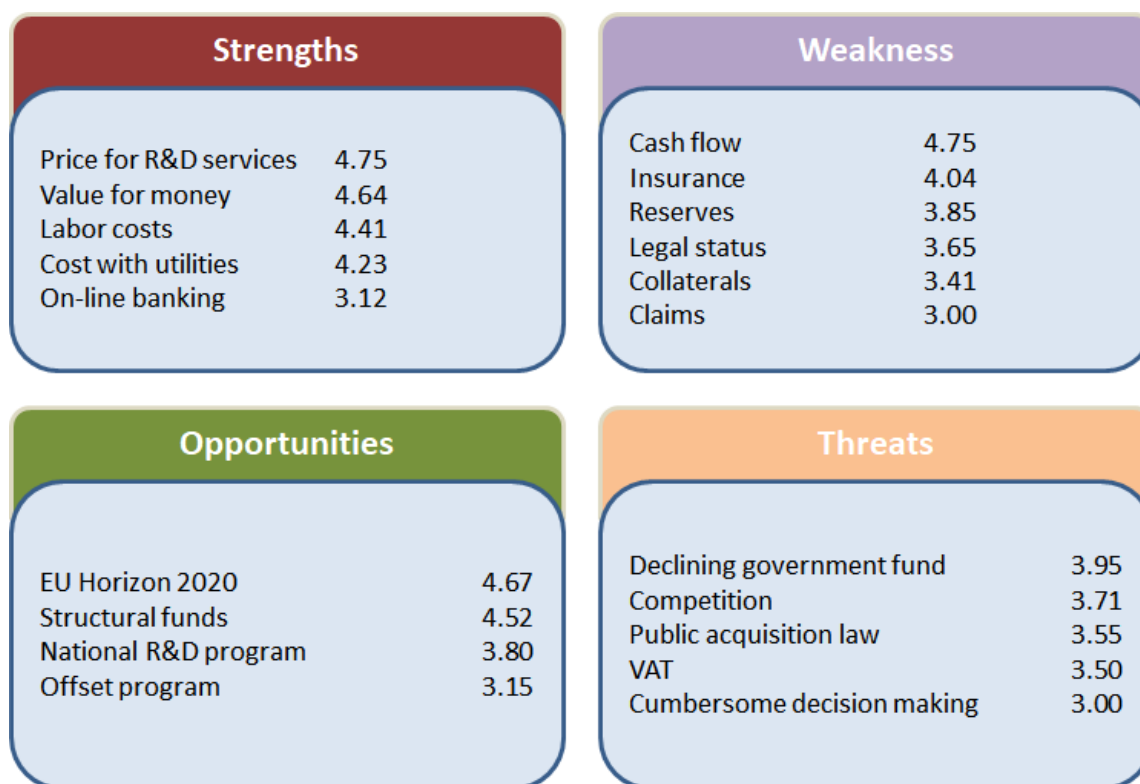 Strengths
Price for R&D services 4.75
Value for money 4.64
Labor costs 4.41
Cost with utilities 4.23
On-line banking 3.12
Weakness
Cash flow 4.75
Insurance 4.04
Reserves 3.85
Legal status 3.65
Collaterals 3.41
Claims 3.00
Opportunities
EU Horizon 2020 4.67
Structural funds 4.52
National R&D program 3.80
Offset program 3.15
Threats
Declining government fund 3.95
Competition 3.71
Public acquisition law 3.55
VAT 3.50
Cumbersome decision making 3.00